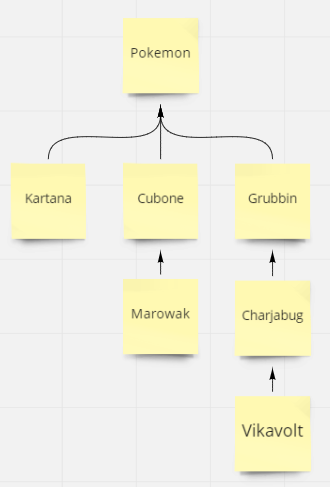 Pokemon
Kartana
Cubone
Grubbin
Marowak
Charjabug
Vikavolt